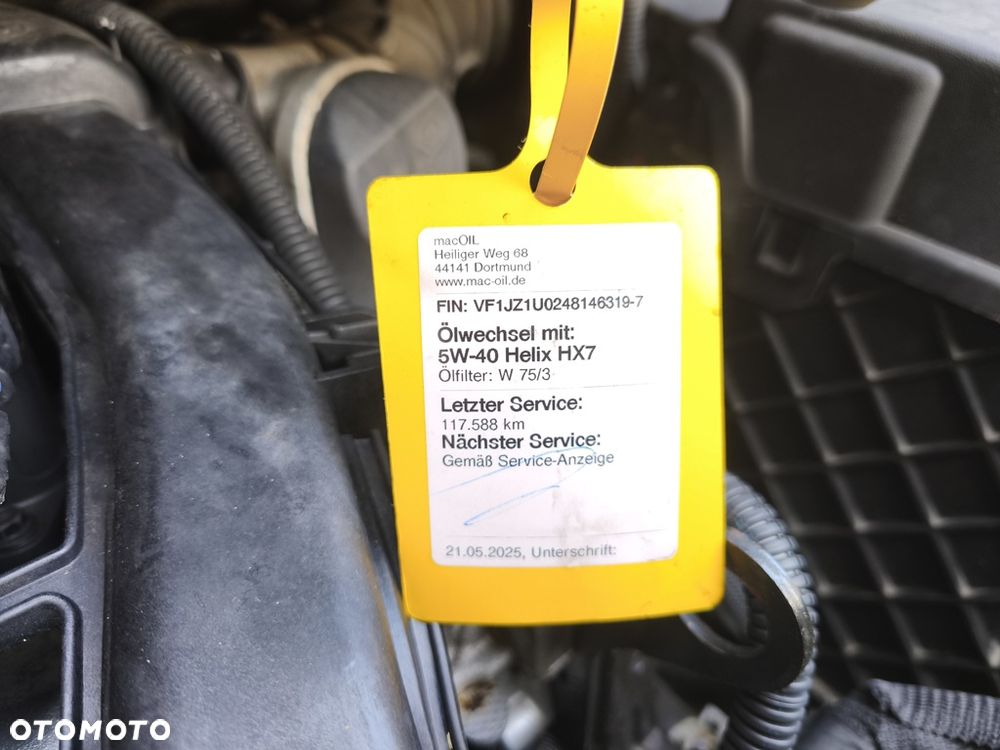 macOIL
Heiliger Weg 68
44141 Dortmund
www.mac-oil.de
FIN: VF1JZ1U0248146319-7
Ölwechsel mit:
5W-40 Helix HX7
Ölfilter: W 75/3
Letzter Service:
117.588 km
Nächster Service:
Gemäß Service-Anzeige
21.05.2025, Unterschrift:
OTOMOTO